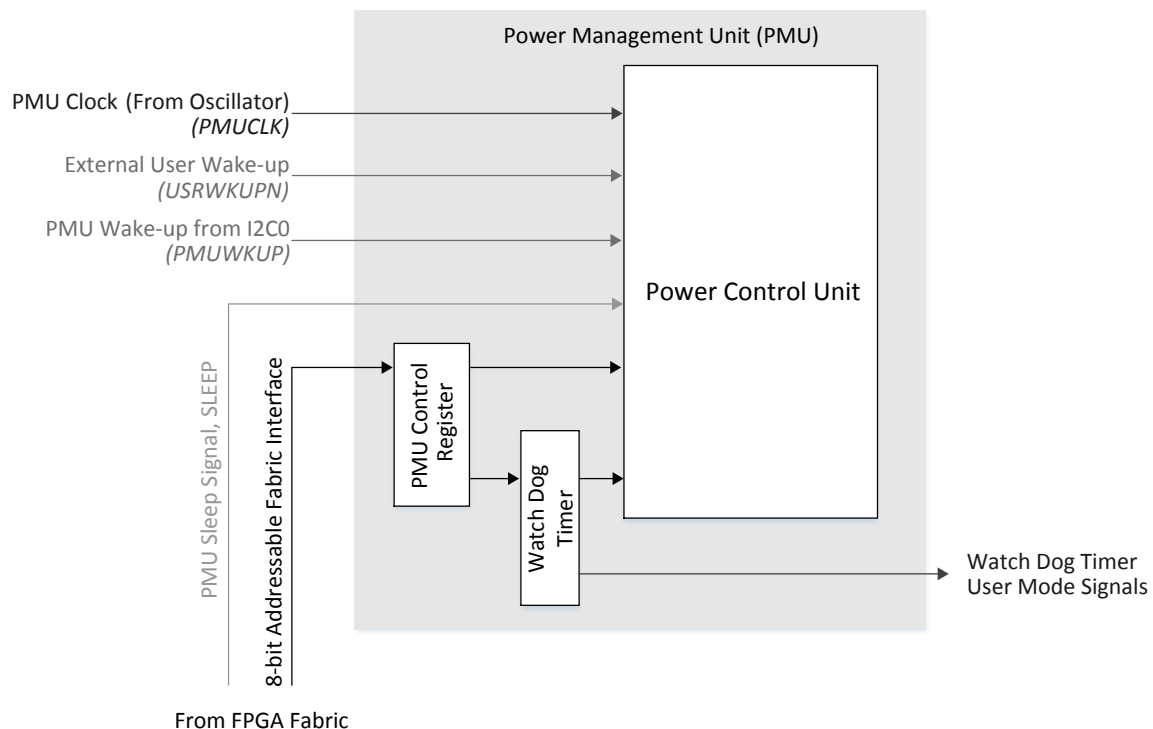 Power Management Unit (PMU)
PMU Clock (From Oscillator)
(PMUCLK)
External User Wake-up
(USRWKUPN)
PMU Wake-up from I2C0
(PMUWKUP)
Power Control Unit
PMU Sleep Signal, SLEEP
8-bit Addressable Fabric Interface
PMU Control
Register
Watch Dog
Timer
Watch Dog Timer
User Mode Signals
From FPGA Fabric